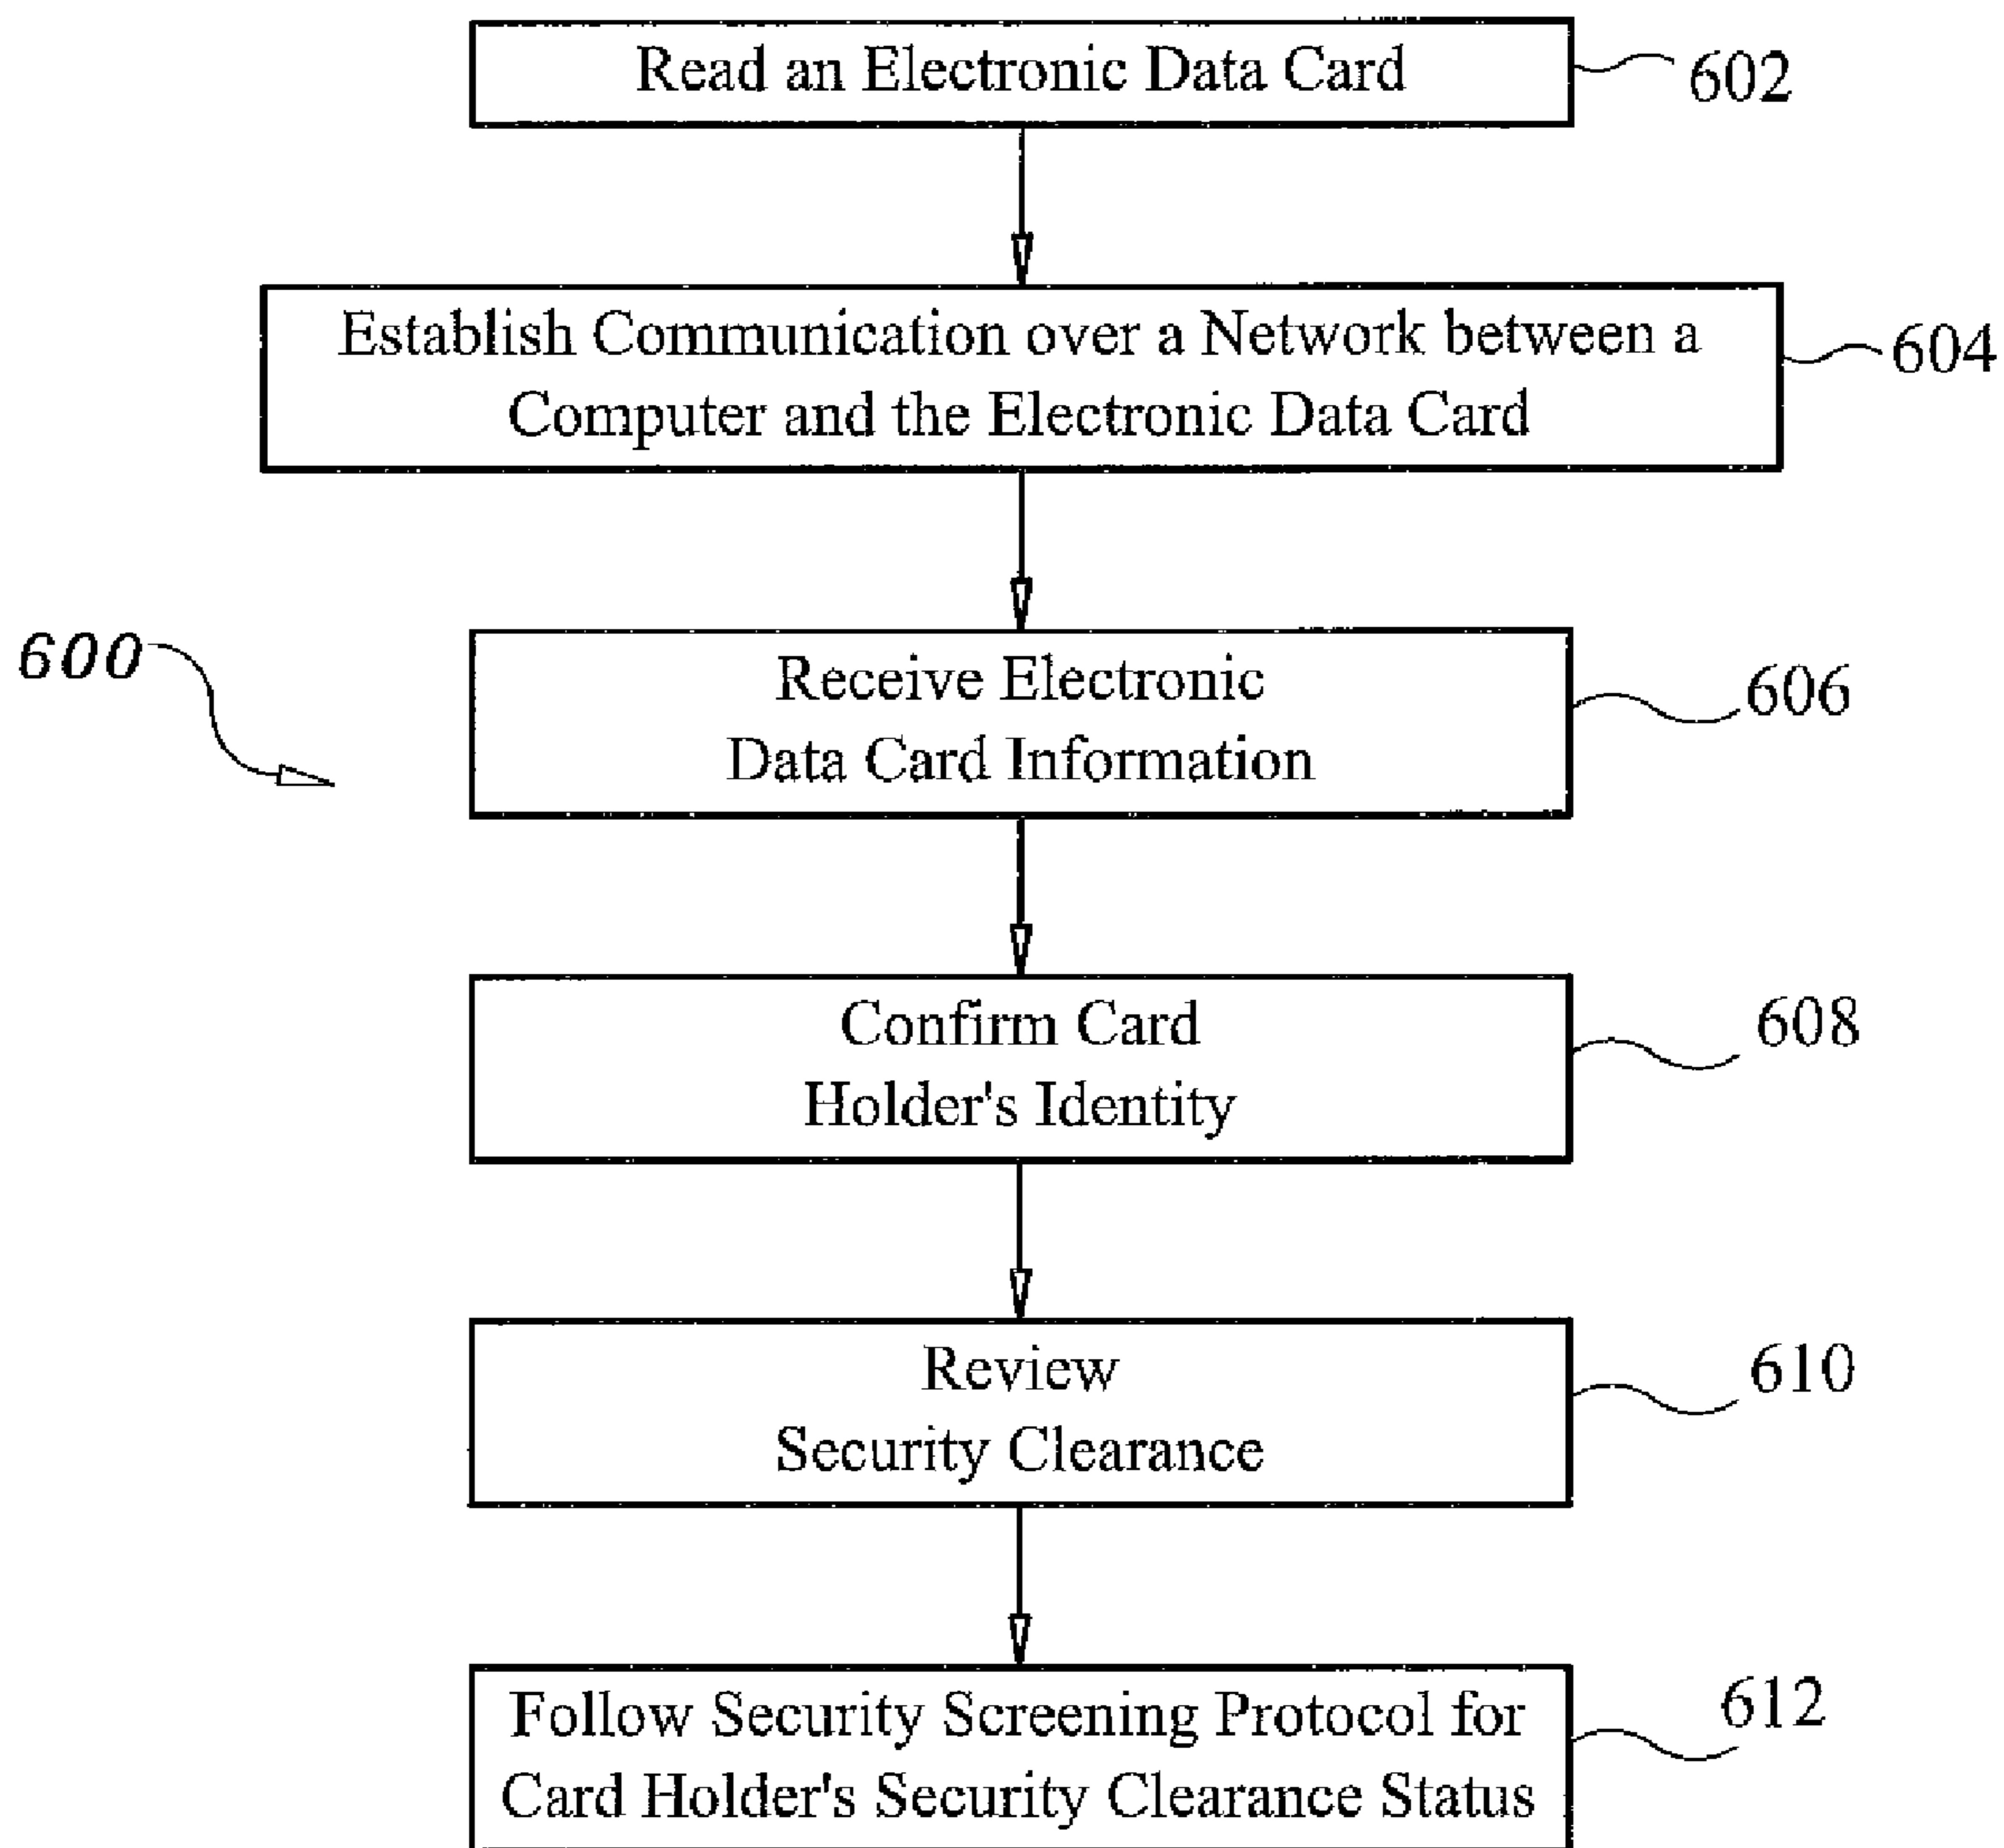 Read an Electronic Data Card
602
Establish Communication over a Network between a
Computer and the Electronic Data Card
604
600
Receive Electronic
Data Card Information
606
Confirm Card
Holder's Identity
608
Review
Security Clearance
610
Follow Security Screening Protocol for
Card Holder's Security Clearance Status
612